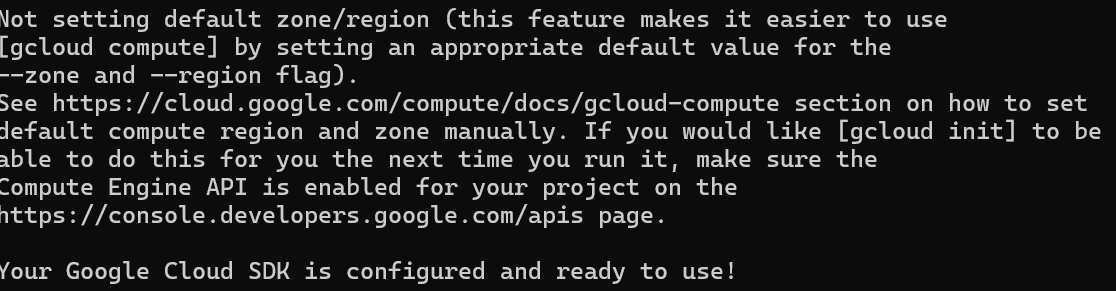 Not setting default zone/region (this feature makes it easier to use
[gcloud compute] by setting an appropriate default value for the
--zone and --region flag).
See https://cloud.google.com/compute/docs/gcloud-compute section on how to set
default compute region and zone manually. If you would like [gcloud init] to be
able to do this for you the next time you run it, make sure the
Compute Engine API is enabled for your project on the
https://console.developers.google.com/apis page.
Your Google Cloud SDK is configured and ready to use!